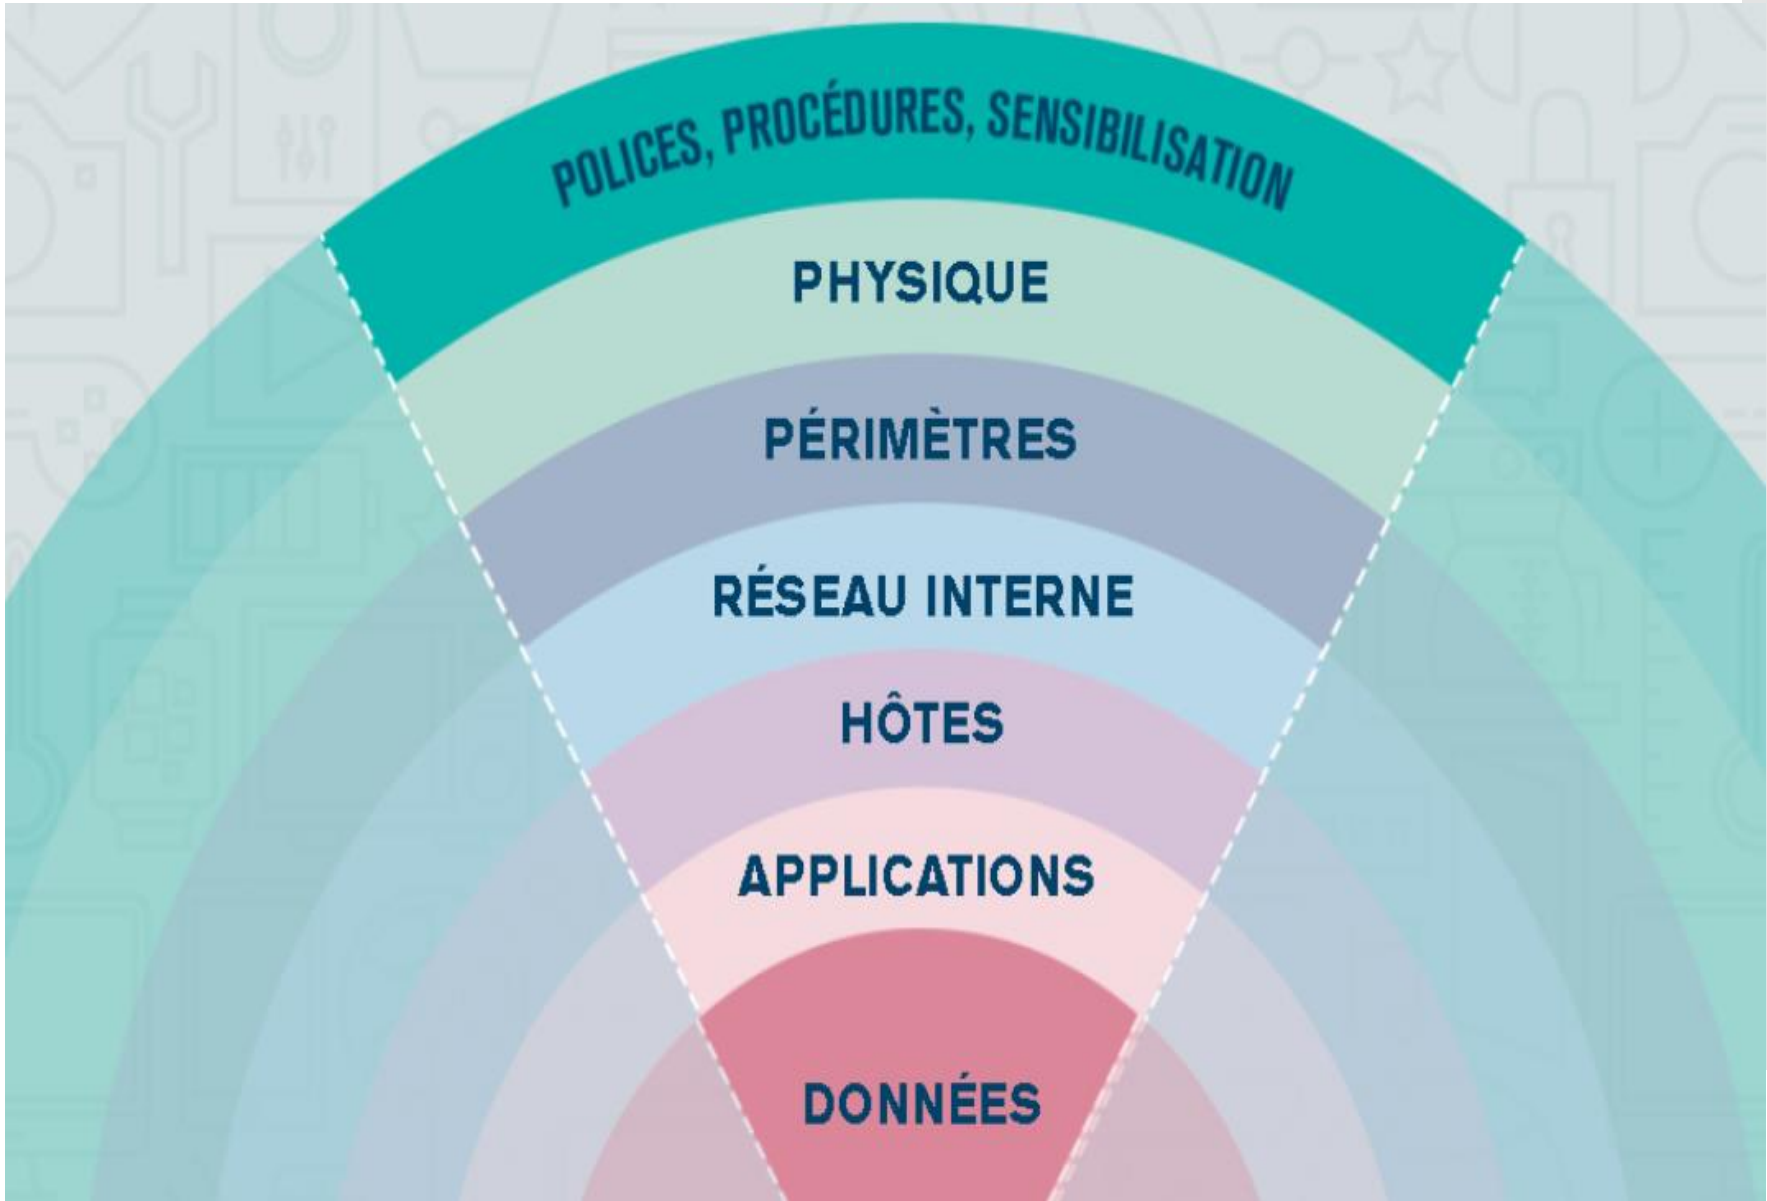 POLICES, PROCÉDURES, SENSIBILISATION
PHYSIQUE
PÉRIMÈTRES
RÉSEAU INTERNE
HÔTES
APPLICATIONS
DONNÉES